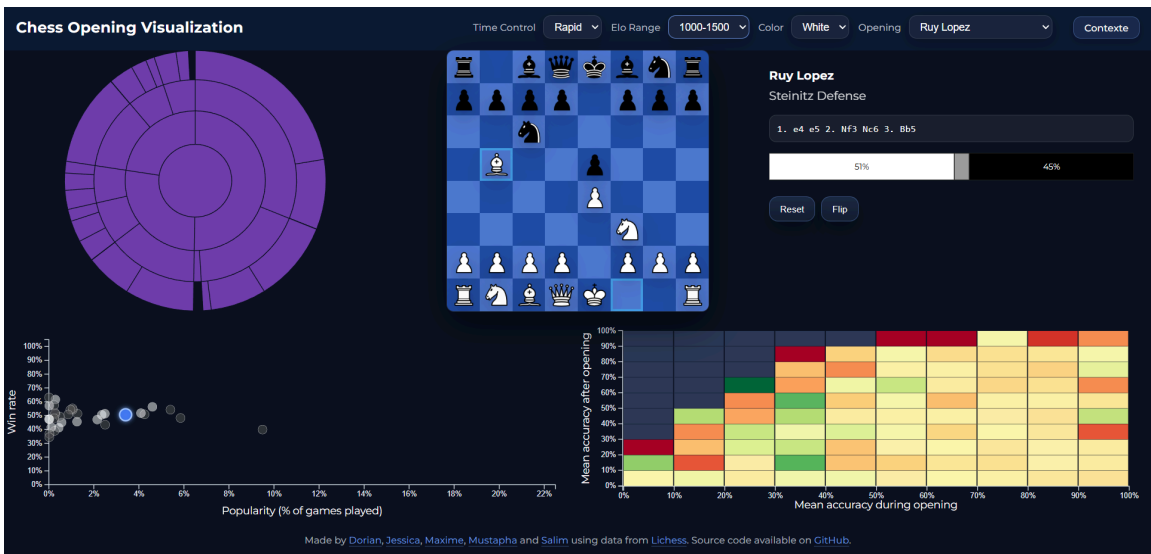 Chess Opening Visualization
Time Control Rapid Elo Range 1000-1500 Color White Opening Ruy Lopez Contexte
Ruy Lopez
Steinitz Defense
1. e4 e5 2. Nf3 Nc6 3. Bb5
51% 45%
Reset Flip
Win rate
100%
90%
80%
70%
60%
50%
40%
30%
20%
10%
0%
0% 2% 4% 6% 8% 10% 12% 14% 16% 18% 20% 22%
Popularity (% of games played)
Mean accuracy after opening
100%
90%
80%
70%
60%
50%
40%
30%
20%
10%
0%
0% 10% 20% 30% 40% 50% 60% 70% 80% 90% 100%
Mean accuracy during opening
Made by Dorian, Jessica, Maxime, Mustapha and Salim using data from Lichess. Source code available on GitHub.